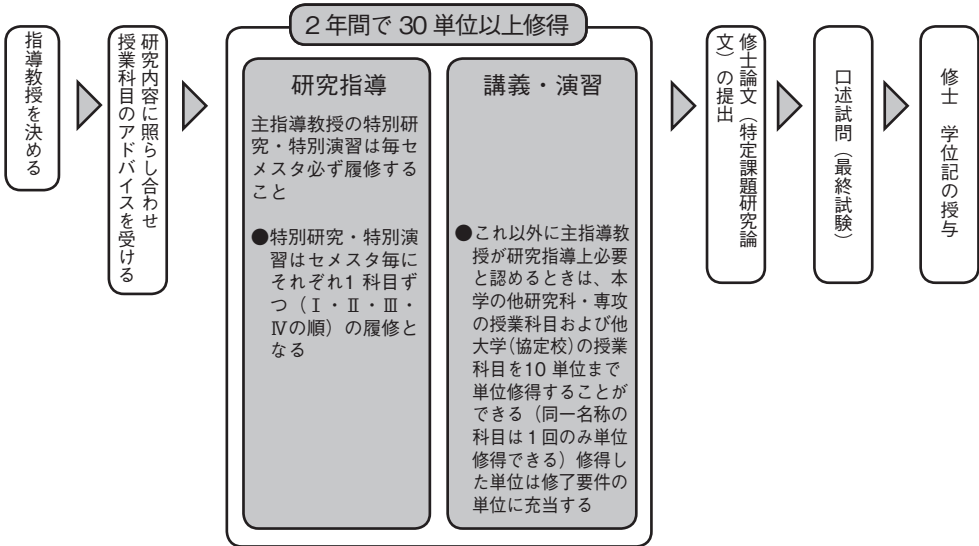 指導教授を決める
研究内容に照らし合わせ
授業科目のアドバイスを受ける
2年間で30単位以上修得
研究指導
主指導教授の特別研
究・特別演習は毎セ
メスタ必ず履修する
こと
●特別研究・特別演
習はセメスタ毎に
それぞれ1科目ず
つ(Ⅰ・Ⅱ・Ⅲ・
Ⅳの順)の履修と
なる
講義・演習
●これ以外に主指導教
授が研究指導上必要
と認めるときは、本
学の他研究科・専攻
の授業科目および他
大学(協定校)の授業
科目を10単位まで
単位修得することが
できる(同一名称の
科目は1回のみ単位
修得できる)修得し
た単位は修了要件の
単位に充当する
修士論文(特定課題研究論
文)の提出
口述試問(最終試験)
修士 学位記の授与